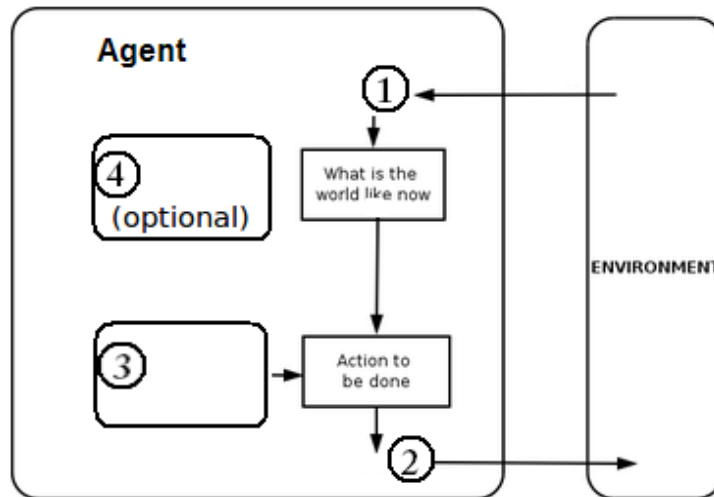 Agent
1
4
(optional)
What is the
world like now
ENVIRONMENT
3
Action to
be done
2